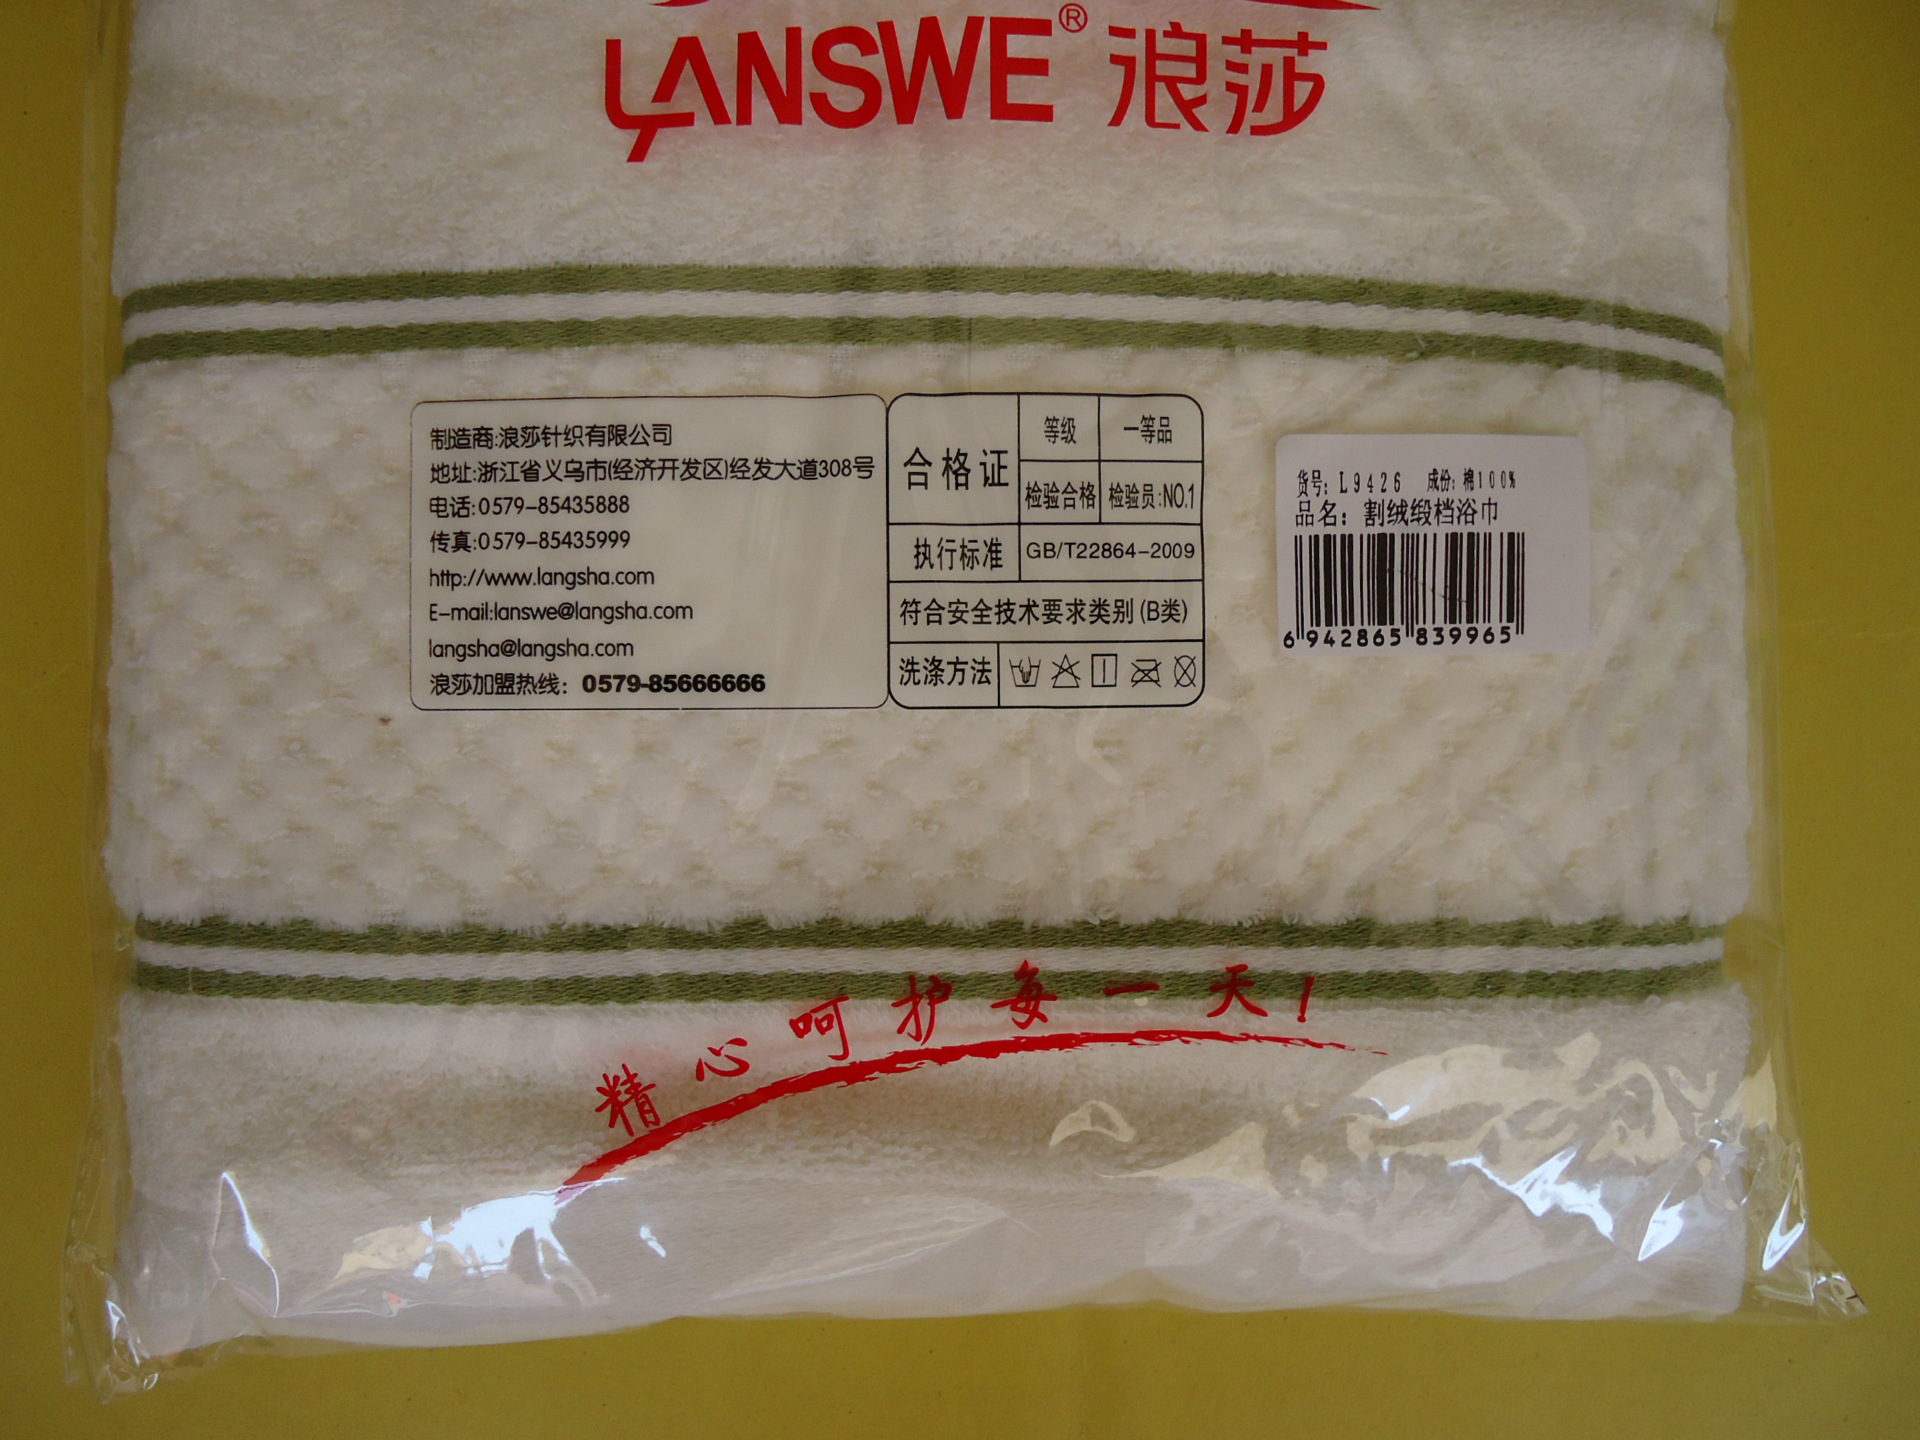 LANSWE® 浪莎
制造商:浪莎针织有限公司
地址:浙江省义乌市(经济开发区)经发大道308号
电话:0579-85435888
传真:0579-85435999
http://www.langsha.com
E-mail:lanswe@langsha.com
langsha@langsha.com
浪莎加盟热线：0579-85666666
合格证
等级 一等品
检验合格 检验员:NO.1
执行标准 GB/T22864-2009
符合安全技术要求类别(B类)
洗涤方法
货号: L9426 成份: 棉100%
品名: 割绒缎档浴巾
6942865839965
精心呵护每一天!